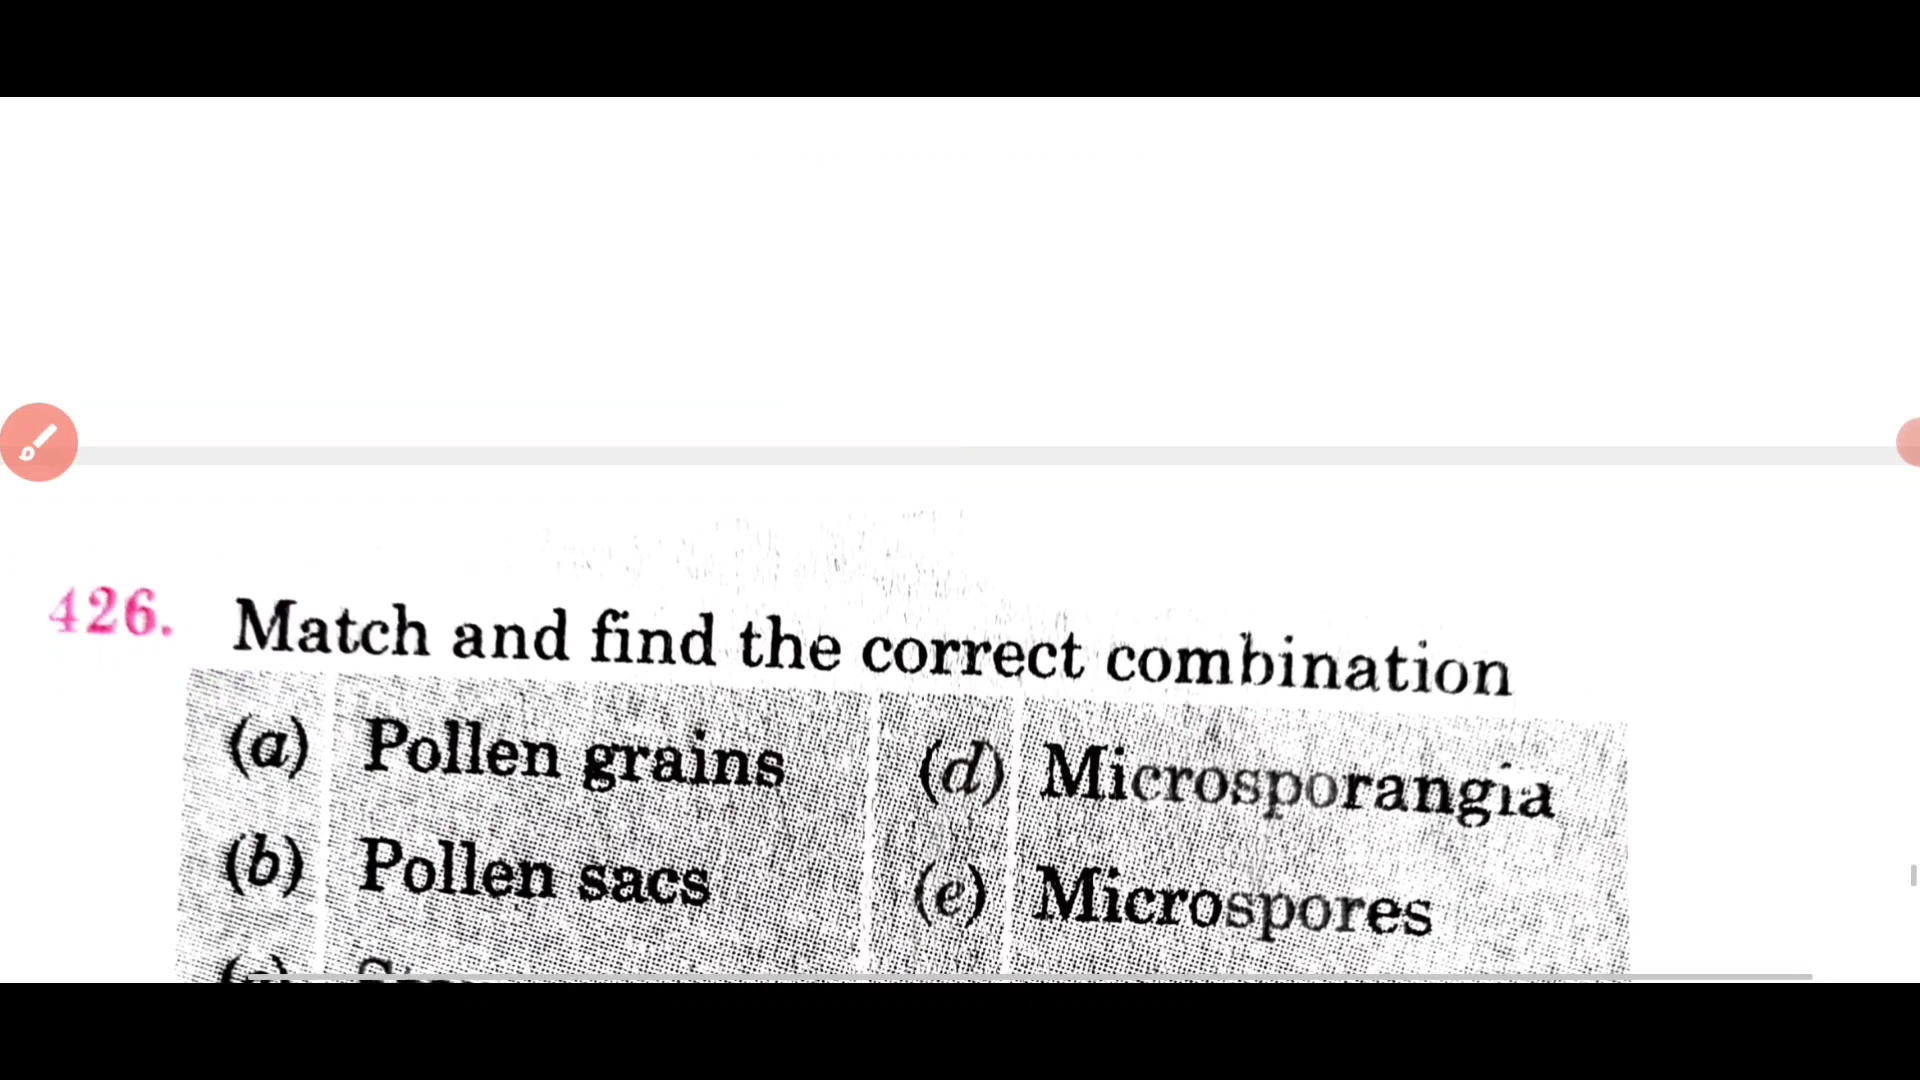 426. Match and find the correct combination
(a) Pollen grains (d) Microsporangia
(b) Pollen sacs (e) Microspores